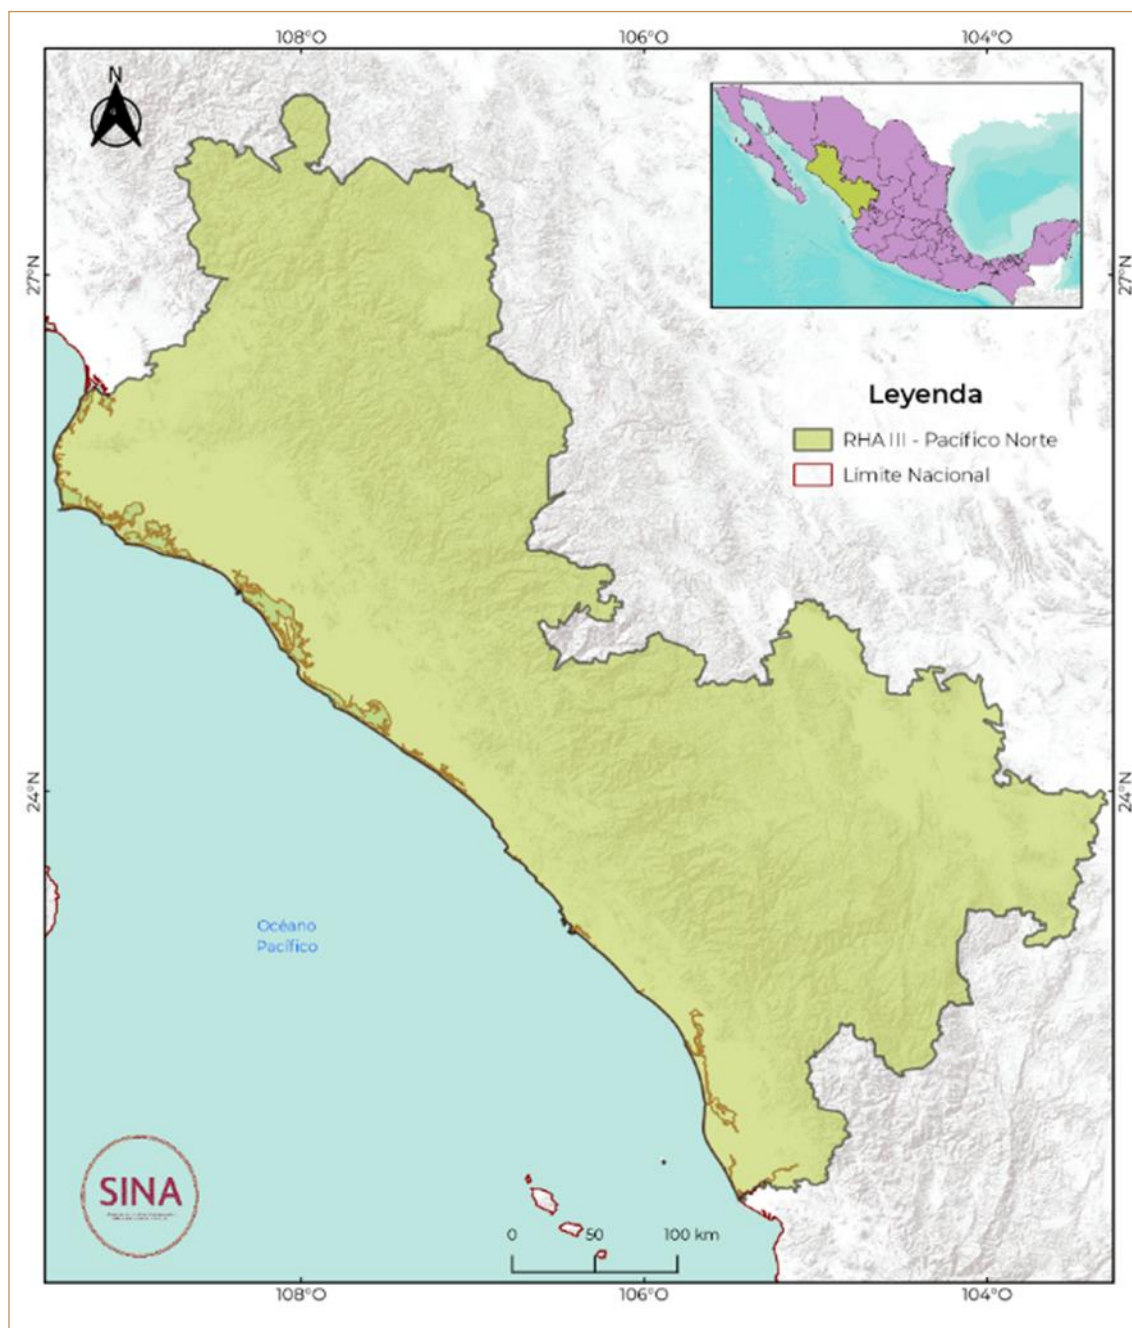 108°O 106°O 104°O
N
27°N
27°N
Leyenda
RHA III - Pacífico Norte
Límite Nacional
24°N
24°N
Océano
Pacífico
SINA
0 50 100 km
108°O 106°O 104°O